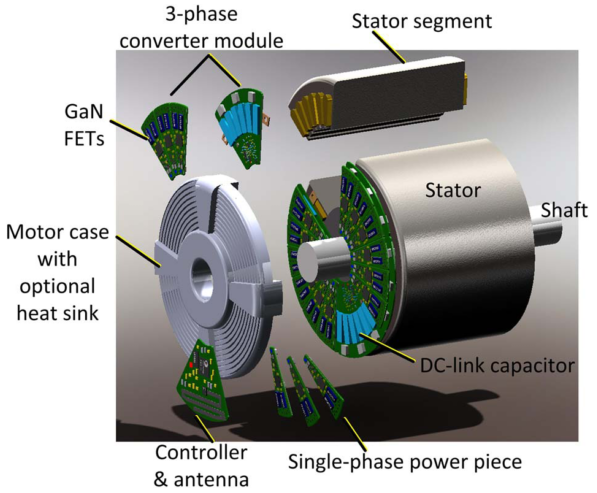 3-phase
converter module
Stator segment
GaN
FETs
Stator
Shaft
Motor case
with
optional
heat sink
DC-link capacitor
Controller
& antenna
Single-phase power piece